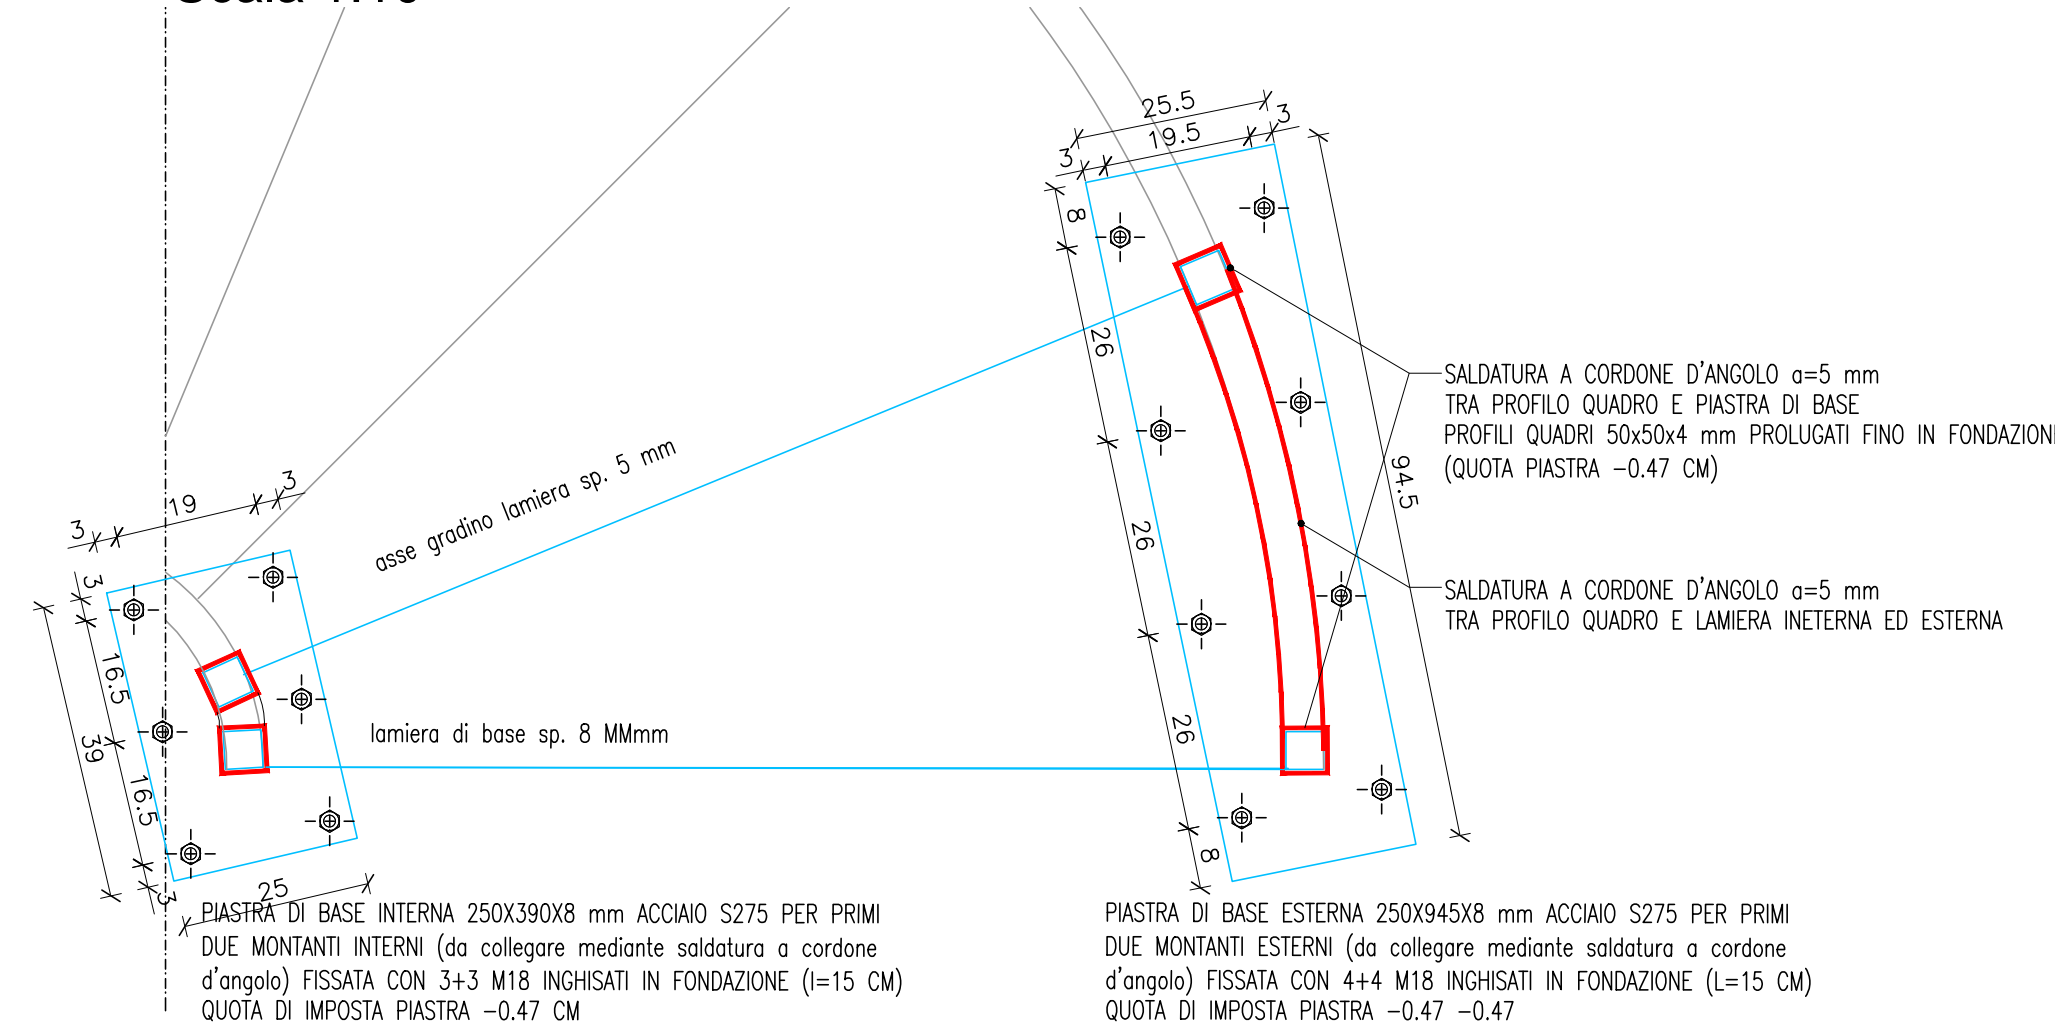 25.5
19.5
3
3
8
26
26
26
8
94.5
SALDATURA A CORDONE D'ANGOLO a=5 mm
TRA PROFILO QUADRO E PIASTRA DI BASE
PROFILI QUADRI 50x50x4 mm PROLUGATI FINO IN FONDAZIONI
(QUOTA PIASTRA -0.47 CM)
SALDATURA A CORDONE D'ANGOLO a=5 mm
TRA PROFILO QUADRO E LAMIERA INETERNA ED ESTERNA
asse gradino lamiera sp. 5 mm
lamiera di base sp. 8 MMmm
3
19
3
3
16.5
39
16.5
3
25
PIASTRA DI BASE INTERNA 250X390X8 mm ACCIAIO S275 PER PRIMI
DUE MONTANTI INTERNI (da collegare mediante saldatura a cordone
d'angolo) FISSATA CON 3+3 M18 INGHISATI IN FONDAZIONE (l=15 CM)
QUOTA DI IMPOSTA PIASTRA -0.47 CM
PIASTRA DI BASE ESTERNA 250X945X8 mm ACCIAIO S275 PER PRIMI
DUE MONTANTI ESTERNI (da collegare mediante saldatura a cordone
d'angolo) FISSATA CON 4+4 M18 INGHISATI IN FONDAZIONE (L=15 CM)
QUOTA DI IMPOSTA PIASTRA -0.47 -0.47